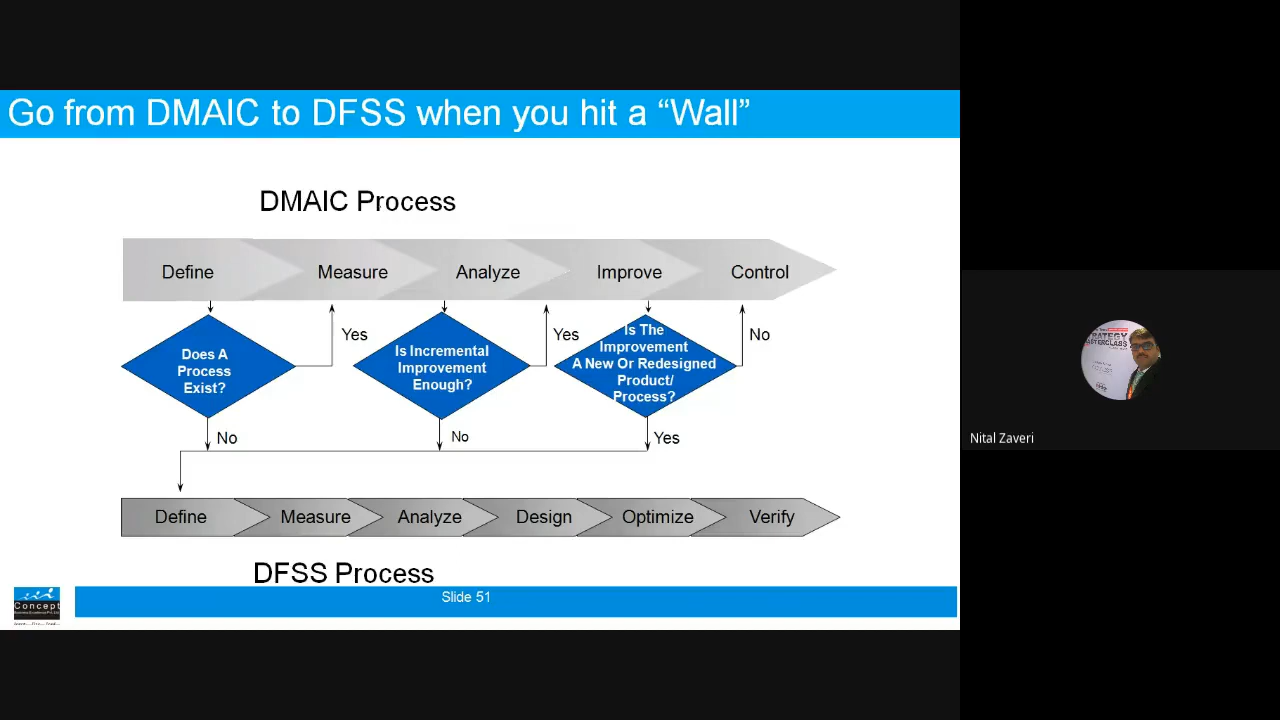 Go from DMAIC to DFSS when you hit a “Wall”
DMAIC Process
Define
Measure
Analyze
Improve
Control
Does A
Process
Exist?
Yes
Is Incremental
Improvement
Enough?
Yes
Is The
Improvement
A New Or Redesigned
Product/
Process?
No
No
No
Yes
Define
Measure
Analyze
Design
Optimize
Verify
DFSS Process
Concept
Slide 51
Nital Zaveri